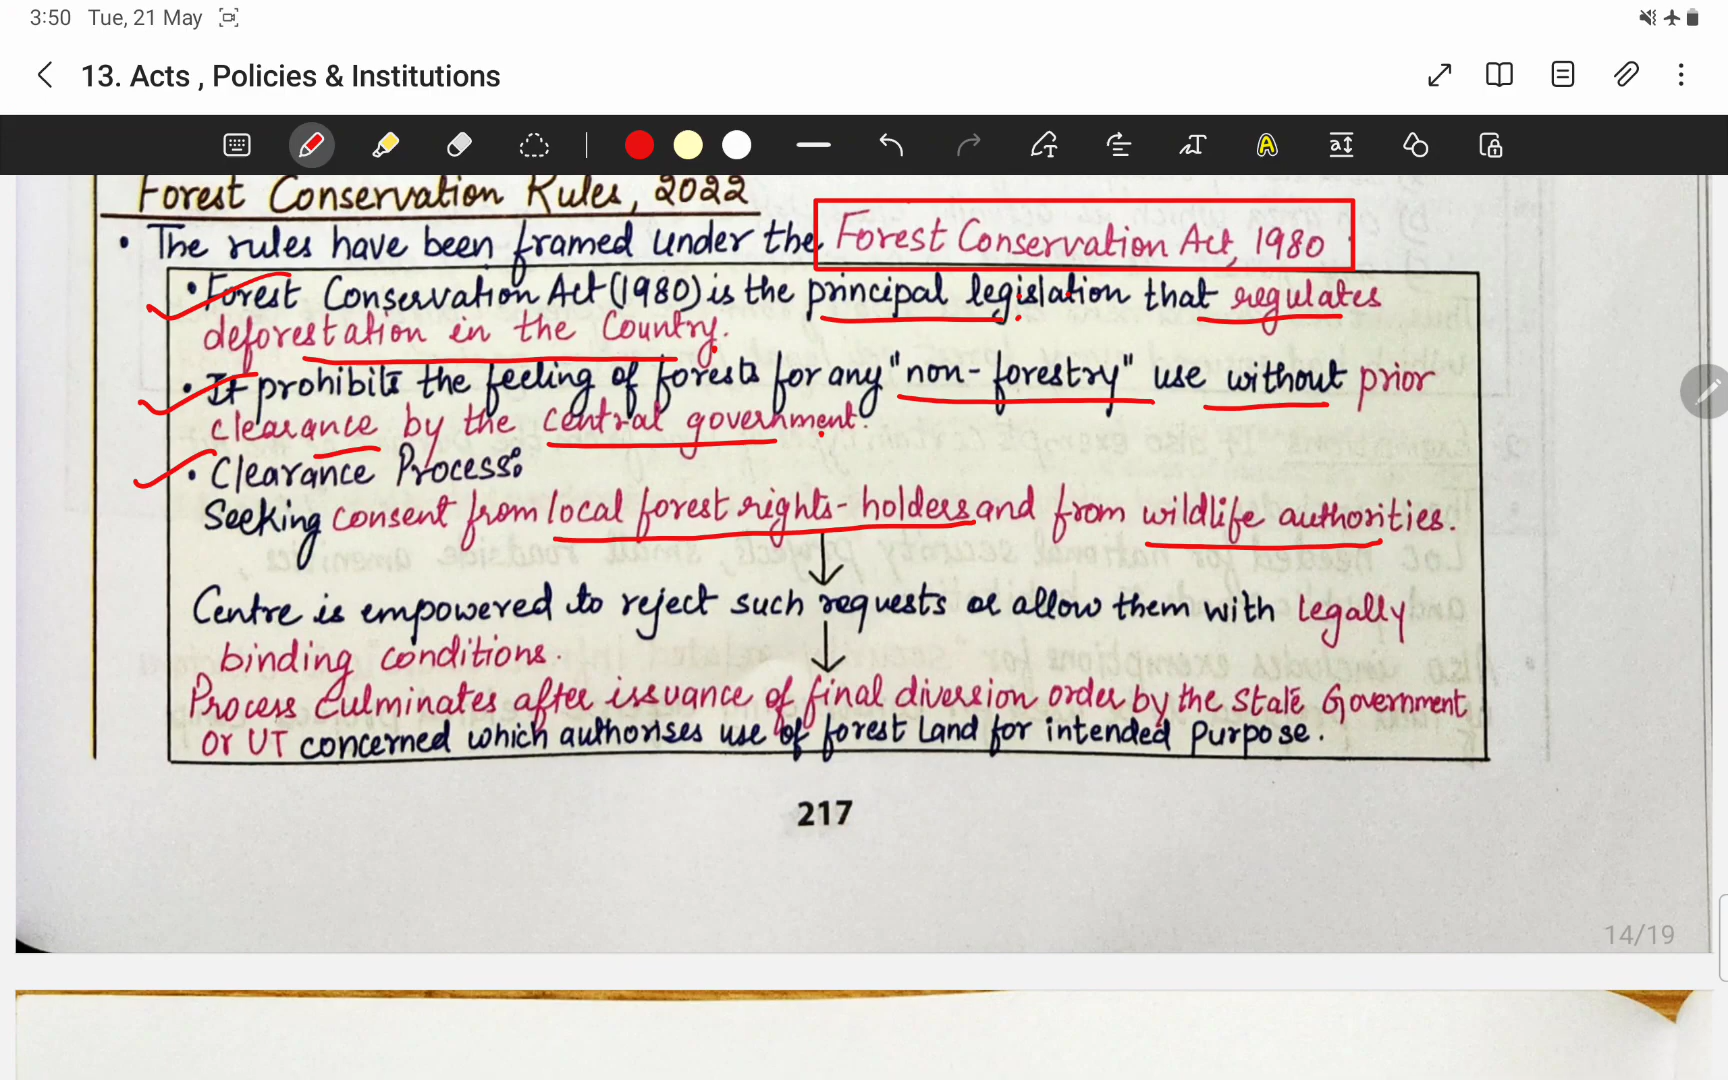 3:50 Tue, 21 May
13. Acts , Policies & Institutions
Forest Conservation Rules, 2022
• The rules have been framed under the Forest Conservation Act, 1980
• Forest Conservation Act (1980) is the principal legislation that regulates
deforestation in the Country.
• It prohibits the feeling of forests for any "non-forestry" use without prior
clearance by the central government.
• Clearance Process:
Seeking consent from local forest rights-holders and from wildlife authorities.
Centre is empowered to reject such requests or allow them with legally
binding conditions.
Process culminates after issuance of final diversion order by the State Government
or UT concerned which authorises use of forest Land for intended Purpose.
217
14/19